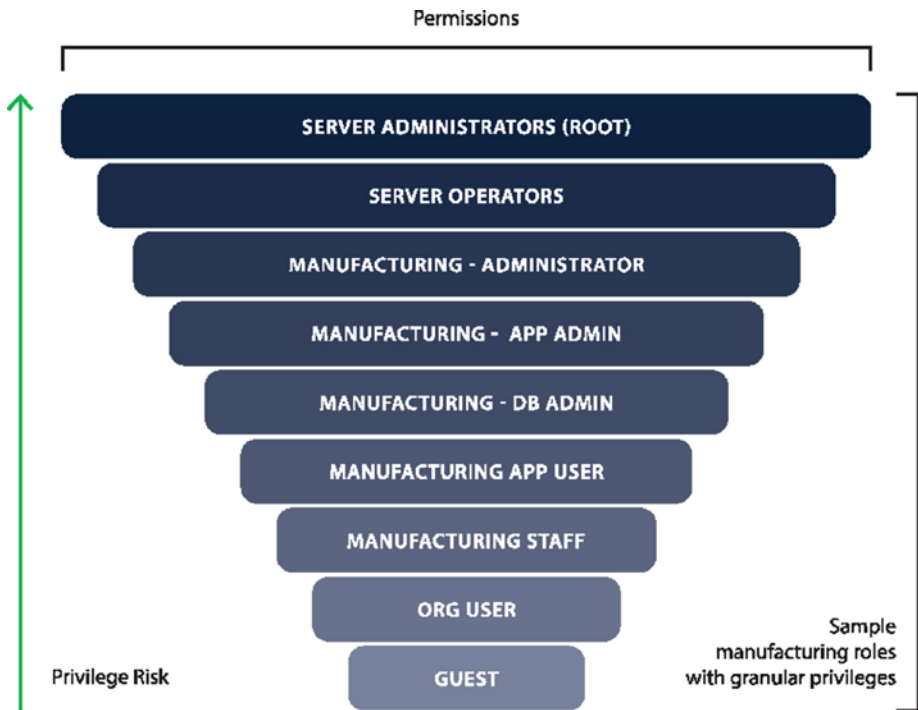 Permissions
SERVER ADMINISTRATORS (ROOT)
SERVER OPERATORS
MANUFACTURING - ADMINISTRATOR
MANUFACTURING - APP ADMIN
MANUFACTURING - DB ADMIN
MANUFACTURING APP USER
MANUFACTURING STAFF
ORG USER
GUEST
Privilege Risk
Sample
manufacturing roles
with granular privileges